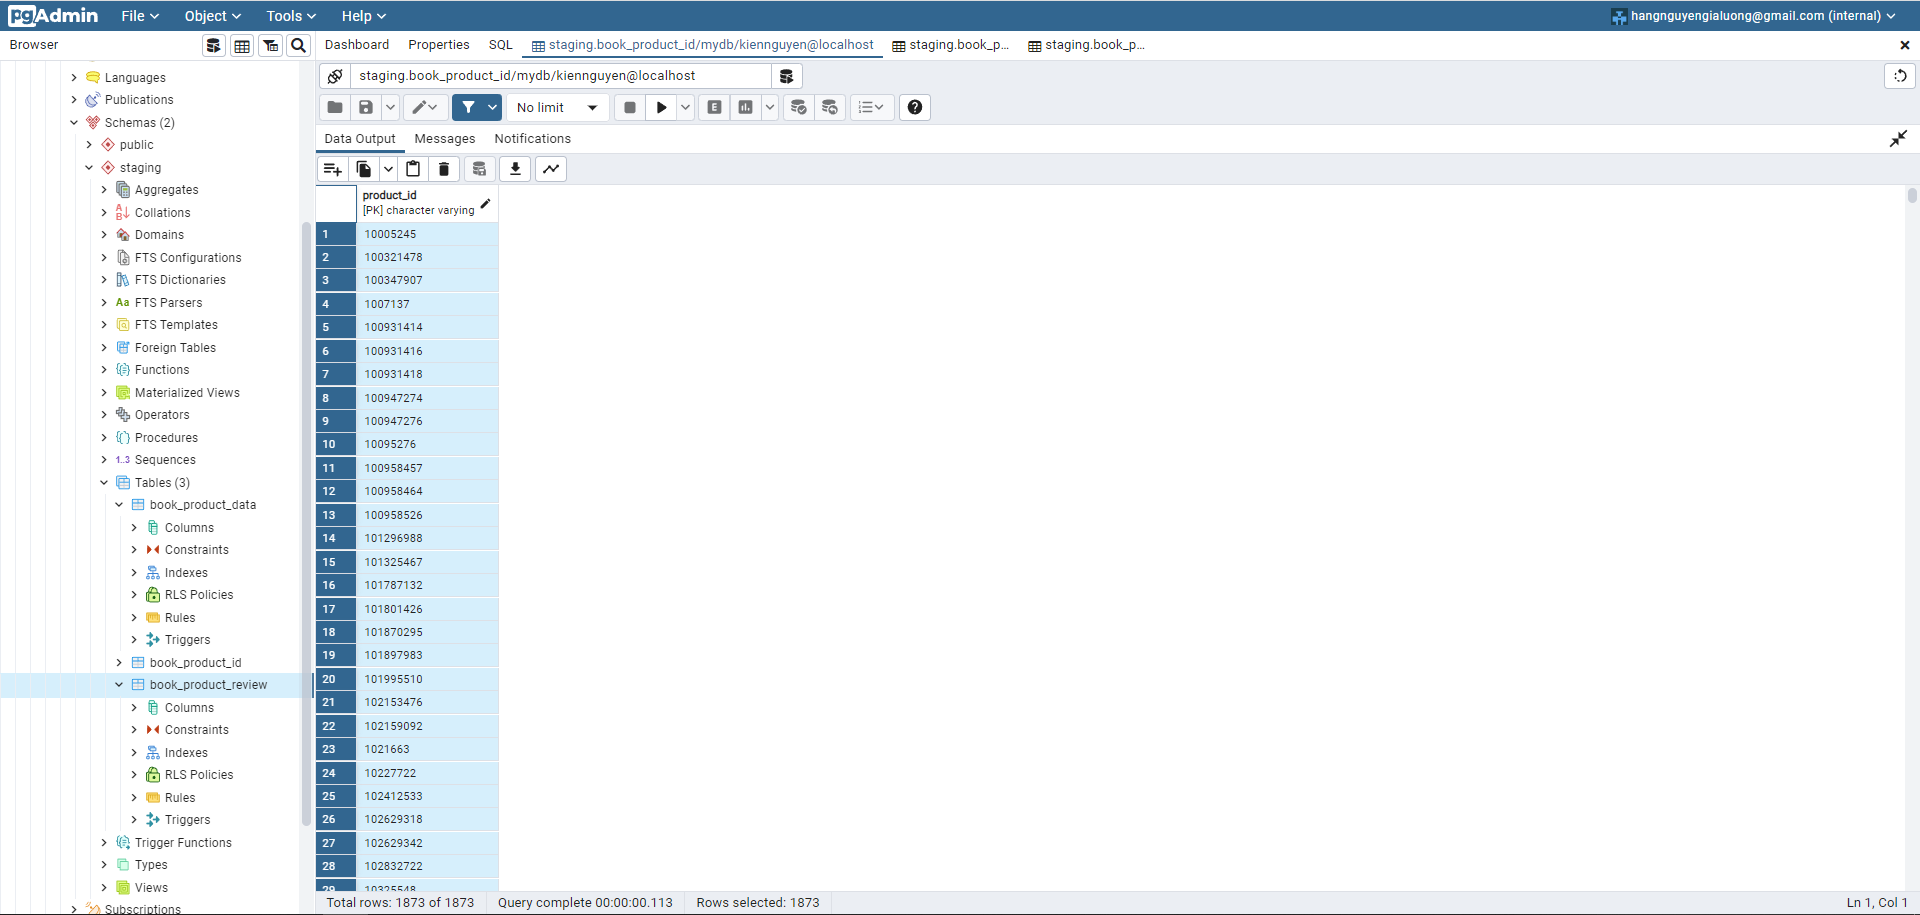 pgAdmin File Object Tools Help hangnguyengialuong@gmail.com (internal)
Browser
Dashboard Properties SQL staging.book_product_id/mydb/kiennguyen@localhost staging.book_p... staging.book_p...
Languages
Publications
Schemas (2)
public
staging
Aggregates
Collations
Domains
FTS Configurations
FTS Dictionaries
Aa FTS Parsers
FTS Templates
Foreign Tables
Functions
Materialized Views
Operators
Procedures
1..3 Sequences
Tables (3)
book_product_data
Columns
Constraints
Indexes
RLS Policies
Rules
Triggers
book_product_id
book_product_review
Columns
Constraints
Indexes
RLS Policies
Rules
Triggers
Trigger Functions
Types
Views
Subscriptions
staging.book_product_id/mydb/kiennguyen@localhost
No limit E
Data Output Messages Notifications
product_id
[PK] character varying
1 10005245
2 100321478
3 100347907
4 1007137
5 100931414
6 100931416
7 100931418
8 100947274
9 100947276
10 10095276
11 100958457
12 100958464
13 100958526
14 101296988
15 101325467
16 101787132
17 101801426
18 101870295
19 101897983
20 101995510
21 102153476
22 102159092
23 1021663
24 10227722
25 102412533
26 102629318
27 102629342
28 102832722
29 10325548
Total rows: 1873 of 1873 Query complete 00:00:00.113 Rows selected: 1873 Ln 1, Col 1